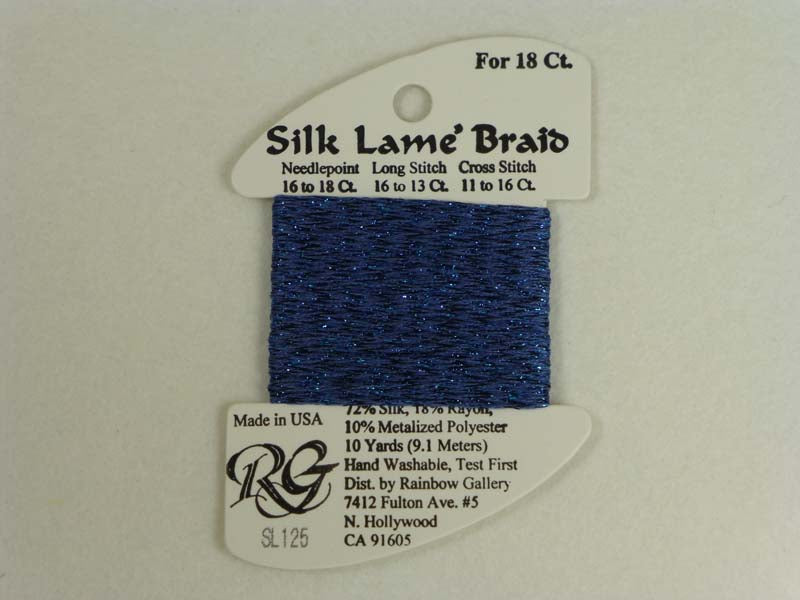 For 18 Ct.
Silk Lame' Braid
Needlepoint Long Stitch Cross Stitch
16 to 18 Ct. 16 to 13 Ct. 11 to 16 Ct.
72% Silk, 18% Rayon,
Made in USA
10% Metalized Polyester
10 Yards (9.1 Meters)
Hand Washable, Test First
RG
Dist. by Rainbow Gallery
7412 Fulton Ave. #5
N. Hollywood
SL125
CA 91605